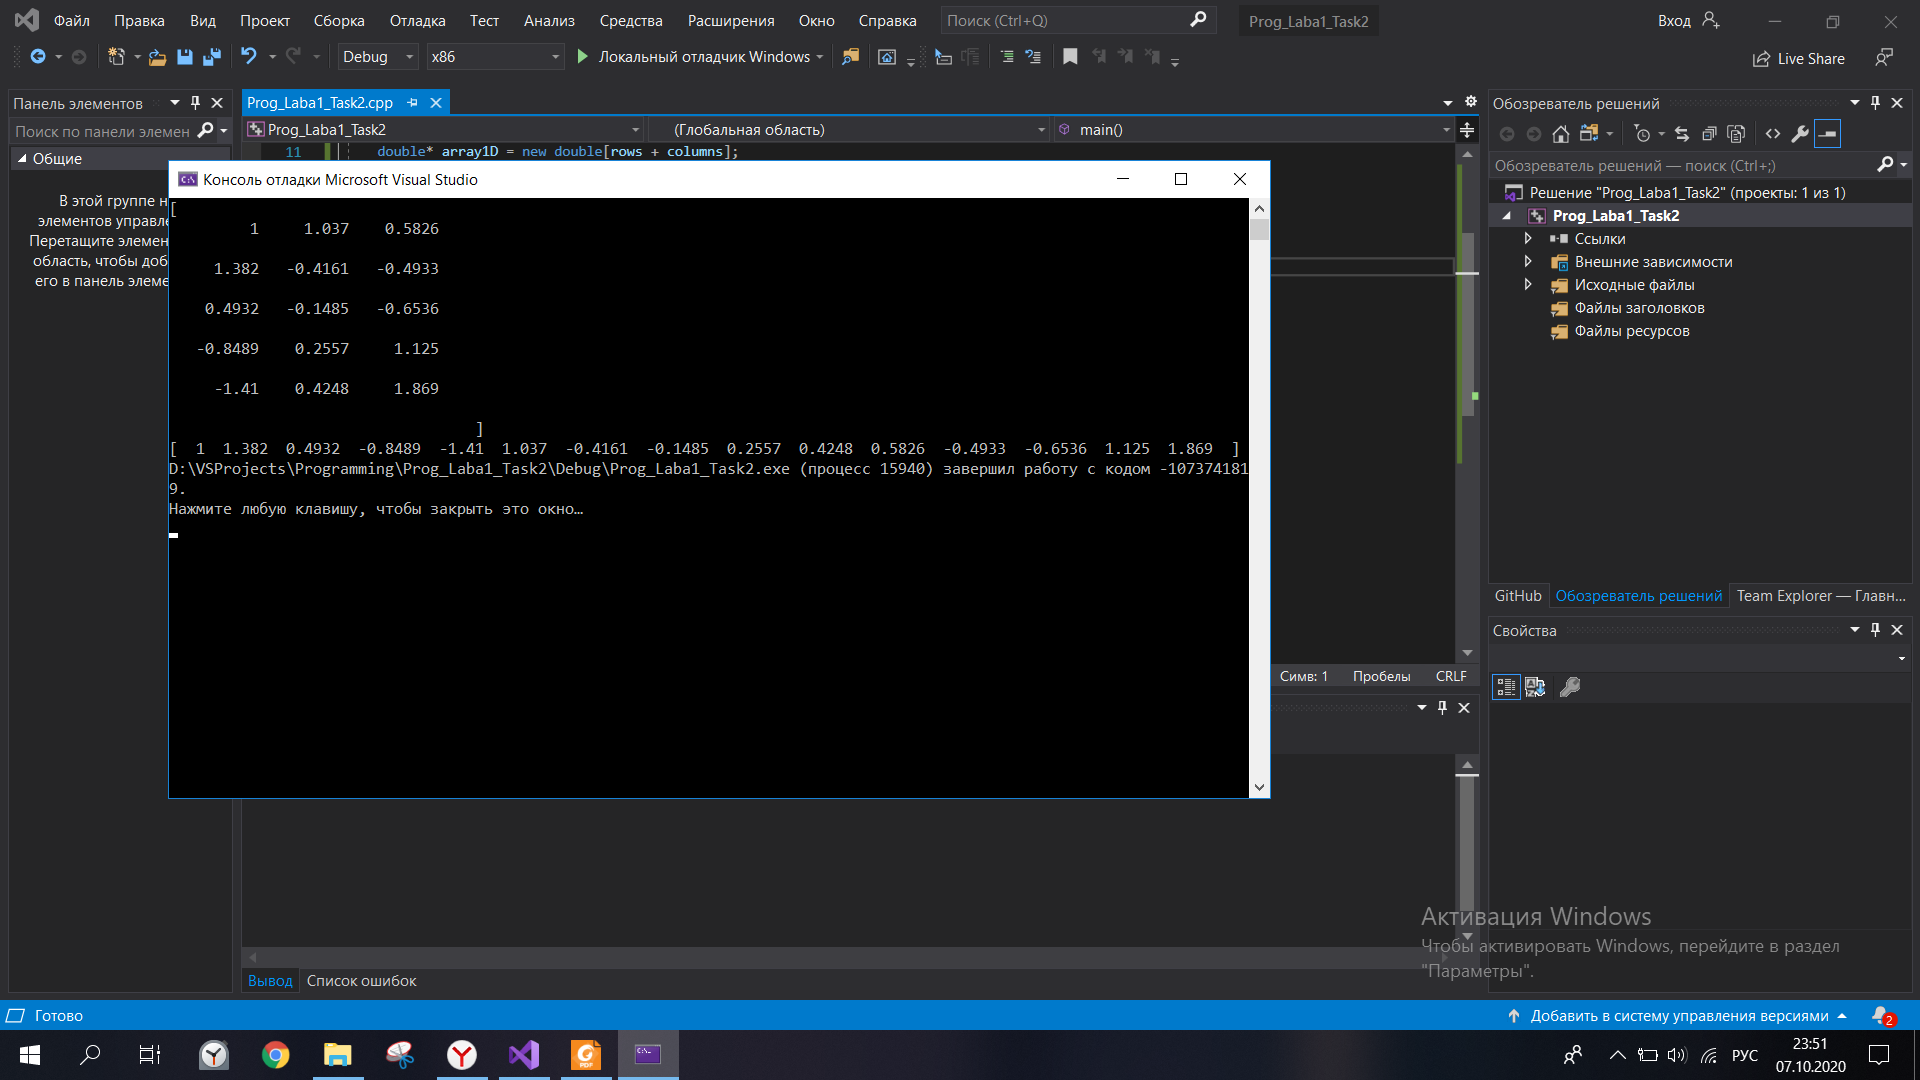 Файл Правка Вид Проект Сборка Отладка Тест Анализ Средства Расширения Окно Справка Поиск (Ctrl+Q) Prog_Laba1_Task2 Вход
Debug x86 Локальный отладчик Windows Live Share
Панель элементов
Поиск по панели элемен
Общие
В этой группе н
элементов управле
Перетащите элемен
область, чтобы доб
его в панель элеме
Prog_Laba1_Task2.cpp
Prog_Laba1_Task2 (Глобальная область) main()
11 double* array1D = new double[rows + columns];
Консоль отладки Microsoft Visual Studio
[
1 1.037 0.5826
1.382 -0.4161 -0.4933
0.4932 -0.1485 -0.6536
-0.8489 0.2557 1.125
-1.41 0.4248 1.869
]
[ 1 1.382 0.4932 -0.8489 -1.41 1.037 -0.4161 -0.1485 0.2557 0.4248 0.5826 -0.4933 -0.6536 1.125 1.869 ]
D:\VSProjects\Programming\Prog_Laba1_Task2\Debug\Prog_Laba1_Task2.exe (процесс 15940) завершил работу с кодом -107374181
9.
Нажмите любую клавишу, чтобы закрыть это окно…
Симв: 1 Пробелы CRLF
Вывод Список ошибок
Обозреватель решений
Обозреватель решений — поиск (Ctrl+;)
Решение "Prog_Laba1_Task2" (проекты: 1 из 1)
Prog_Laba1_Task2
Ссылки
Внешние зависимости
Исходные файлы
Файлы заголовков
Файлы ресурсов
GitHub Обозреватель решений Team Explorer — Главн...
Свойства
Активация Windows
Чтобы активировать Windows, перейдите в раздел
"Параметры".
Готово Добавить в систему управления версиями 2
РУС 23:51
07.10.2020